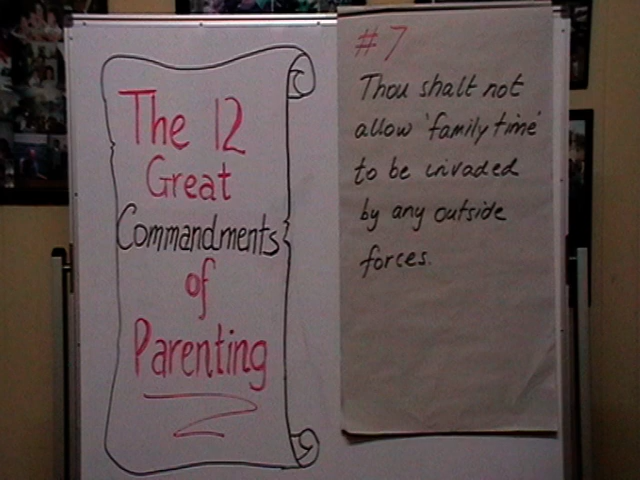 The 12
Great
Commandments
of
Parenting
#7
Thou shalt not
allow 'family time'
to be invaded
by any outside
forces.